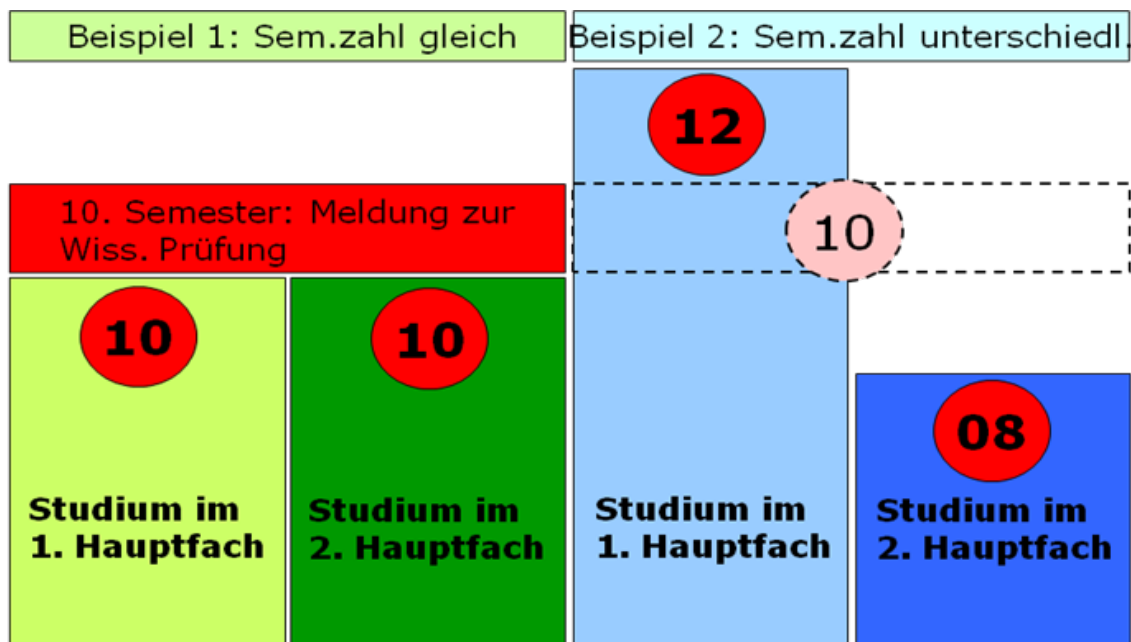 Beispiel 1: Sem.zahl gleich
Beispiel 2: Sem.zahl unterschiedl.
12
10. Semester: Meldung zur
Wiss. Prüfung
10
10
10
08
Studium im
1. Hauptfach
Studium im
2. Hauptfach
Studium im
1. Hauptfach
Studium im
2. Hauptfach